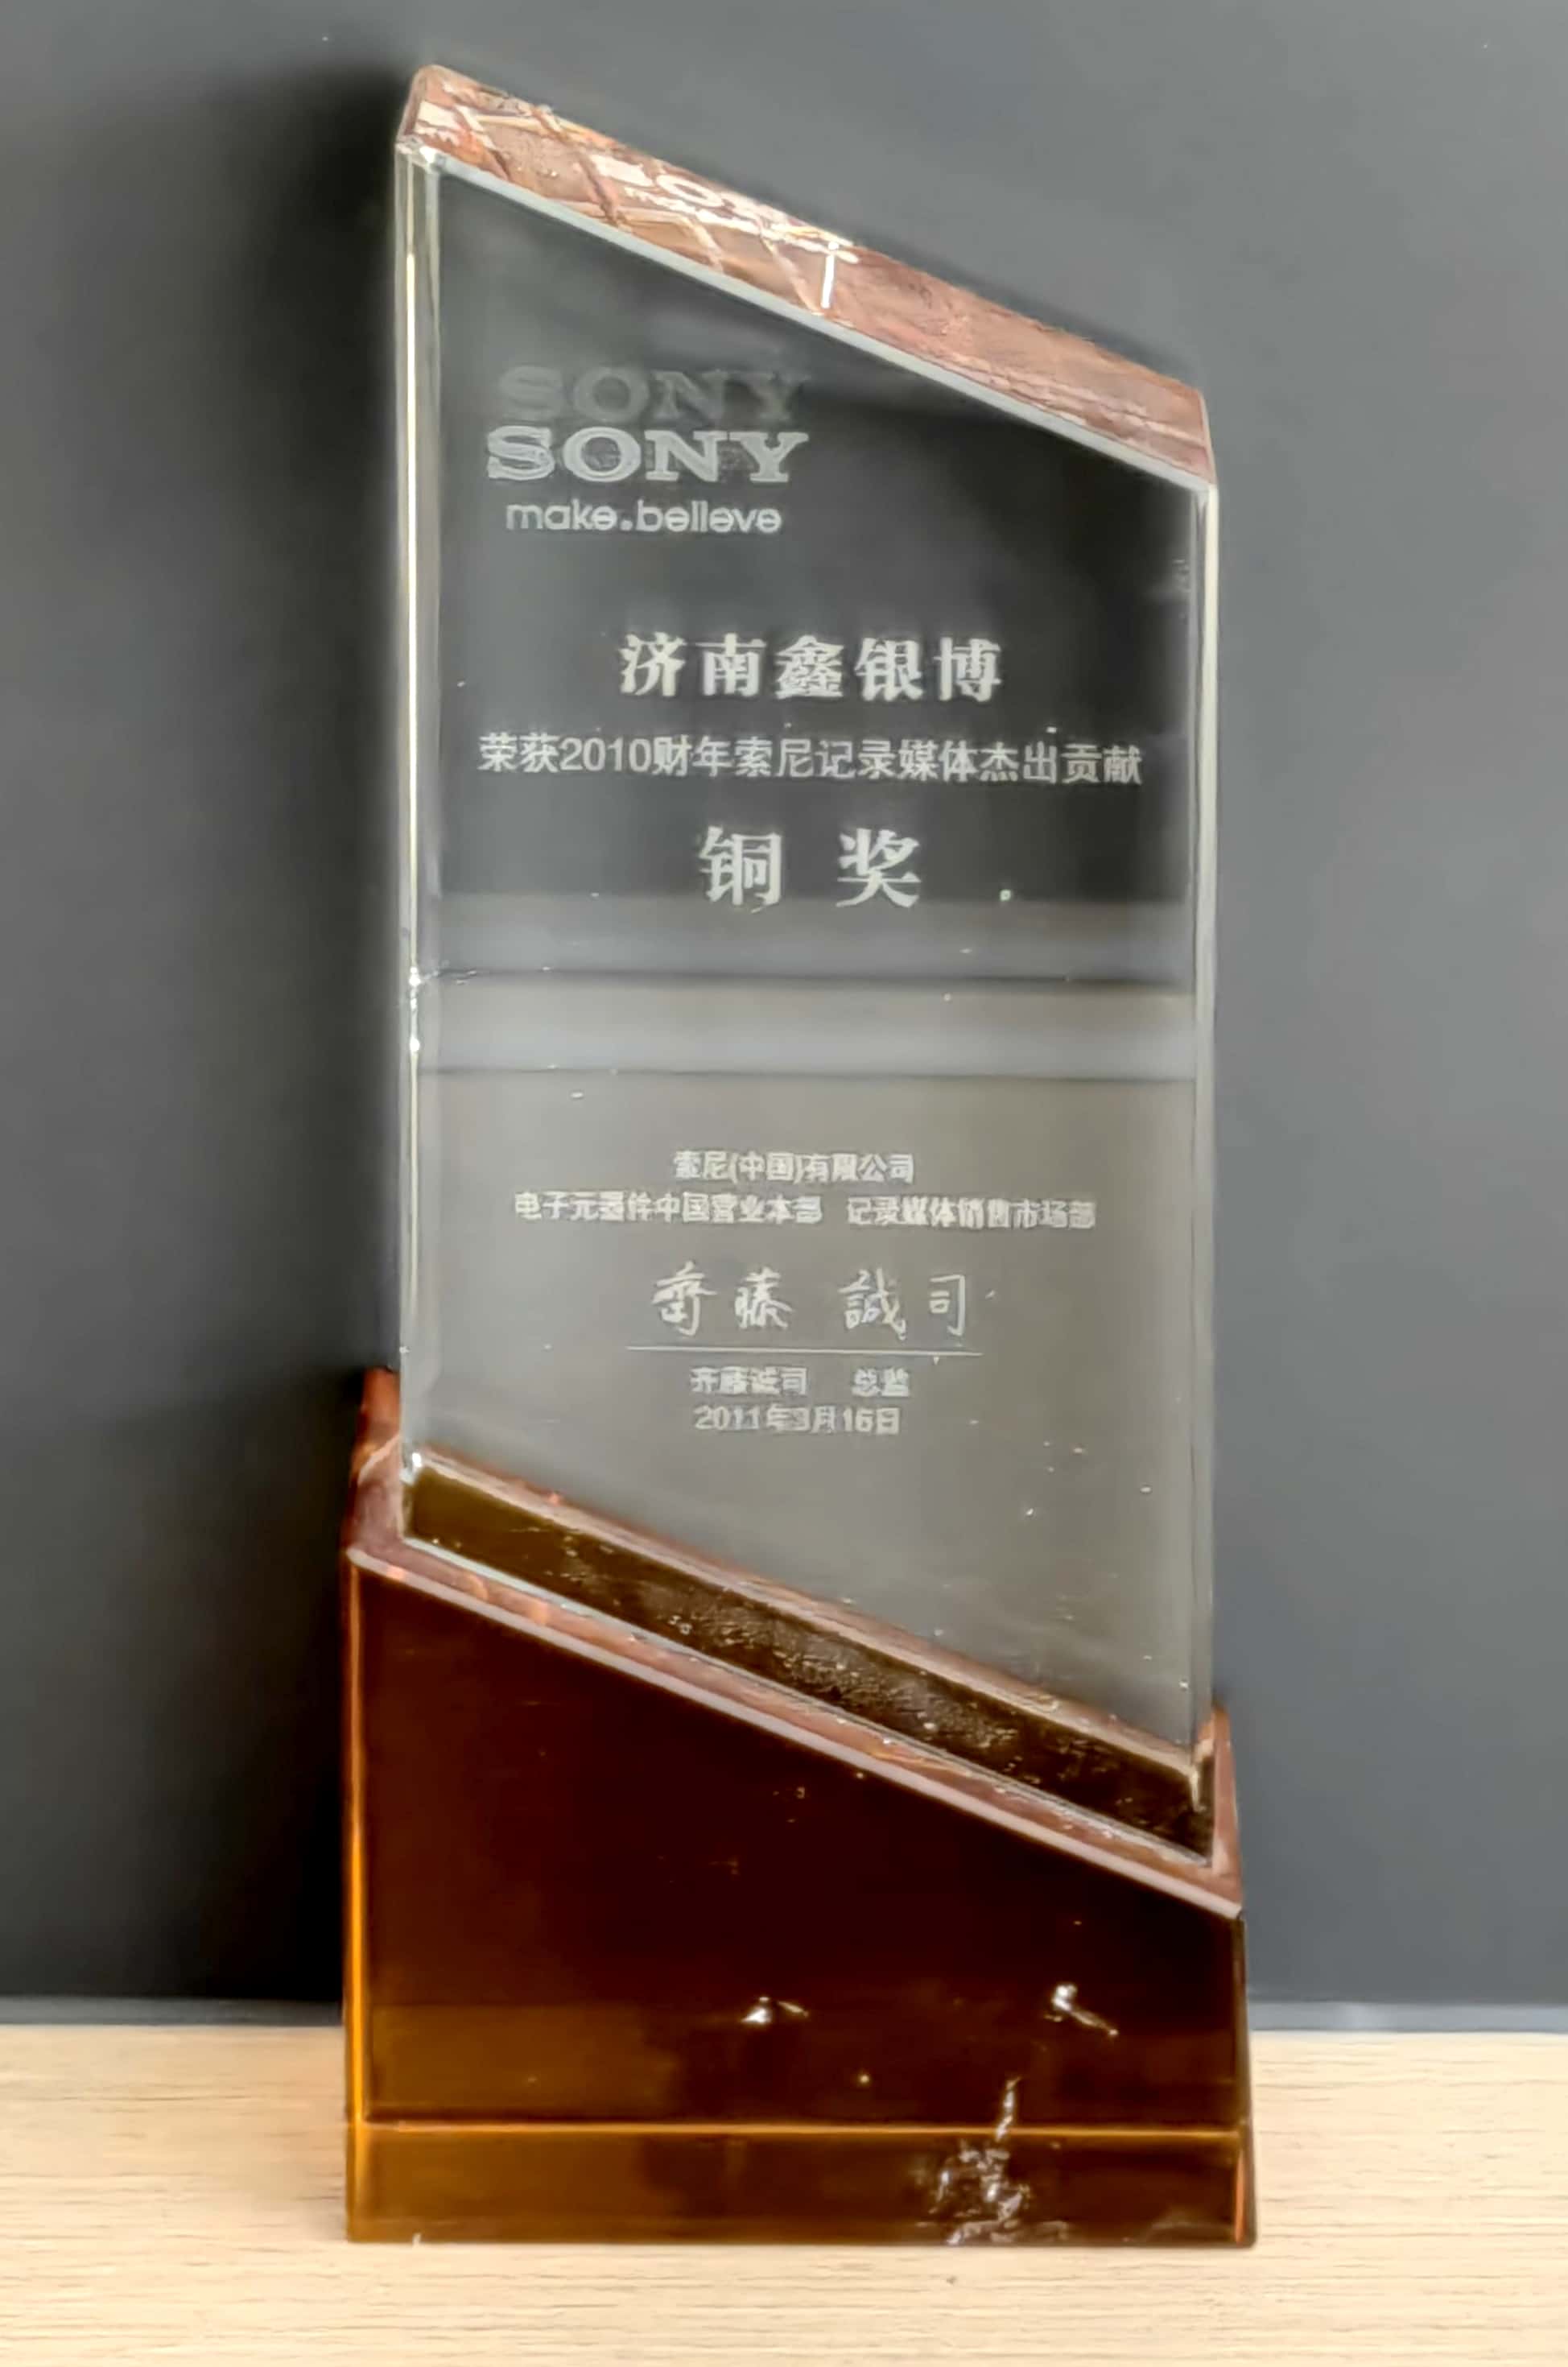 SONY
make.believe
济南鑫银博
荣获2010财年索尼记录媒体杰出贡献
铜 奖
索尼(中国)有限公司
电子元器件中国营业本部 记录媒体销售市场部
齋藤 誠司
齐藤诚司 总监
2011年3月16日